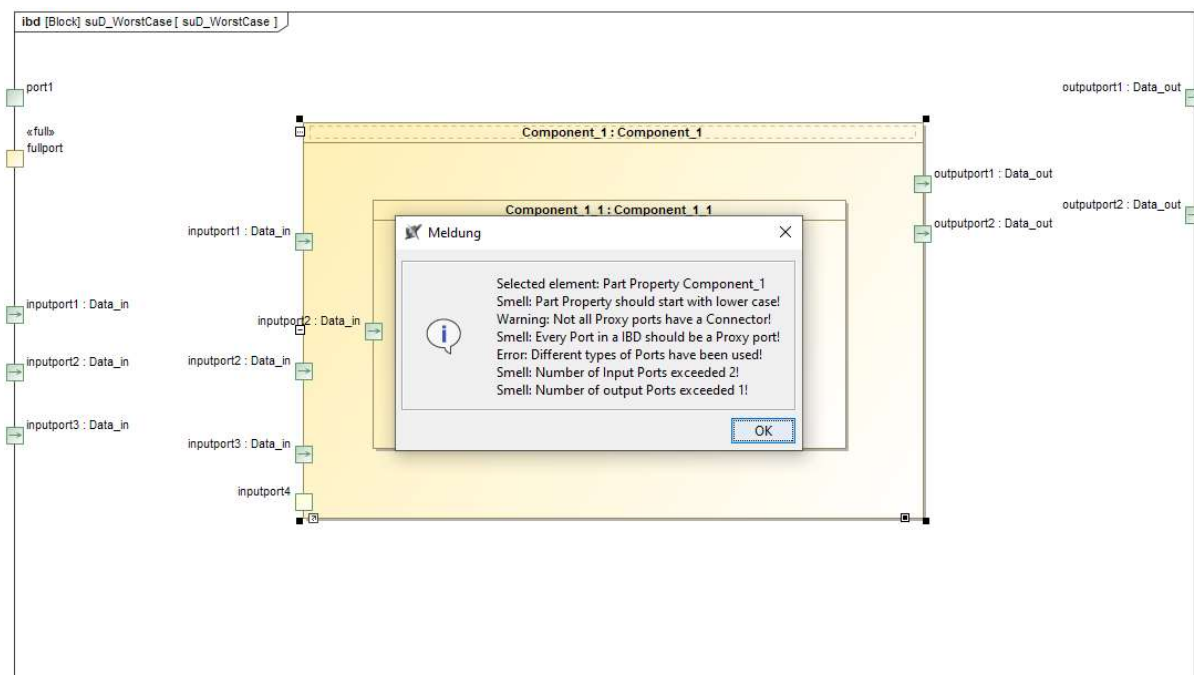 ibd [Block] suD_WorstCase [ suD_WorstCase ]
port1
outputport1 : Data_out
«full»
fullport
Component_1 : Component_1
outputport1 : Data_out
outputport2 : Data_out
Component_1_1 : Component_1_1
outputport2 : Data_out
inputport1 : Data_in
Meldung
Selected element: Part Property Component_1
Smell: Part Property should start with lower case!
Warning: Not all Proxy ports have a Connector!
Smell: Every Port in a IBD should be a Proxy port!
Error: Different types of Ports have been used!
Smell: Number of Input Ports exceeded 2!
Smell: Number of output Ports exceeded 1!
OK
inputport1 : Data_in
inputport2 : Data_in
inputport2 : Data_in
inputport2 : Data_in
inputport3 : Data_in
inputport3 : Data_in
inputport4